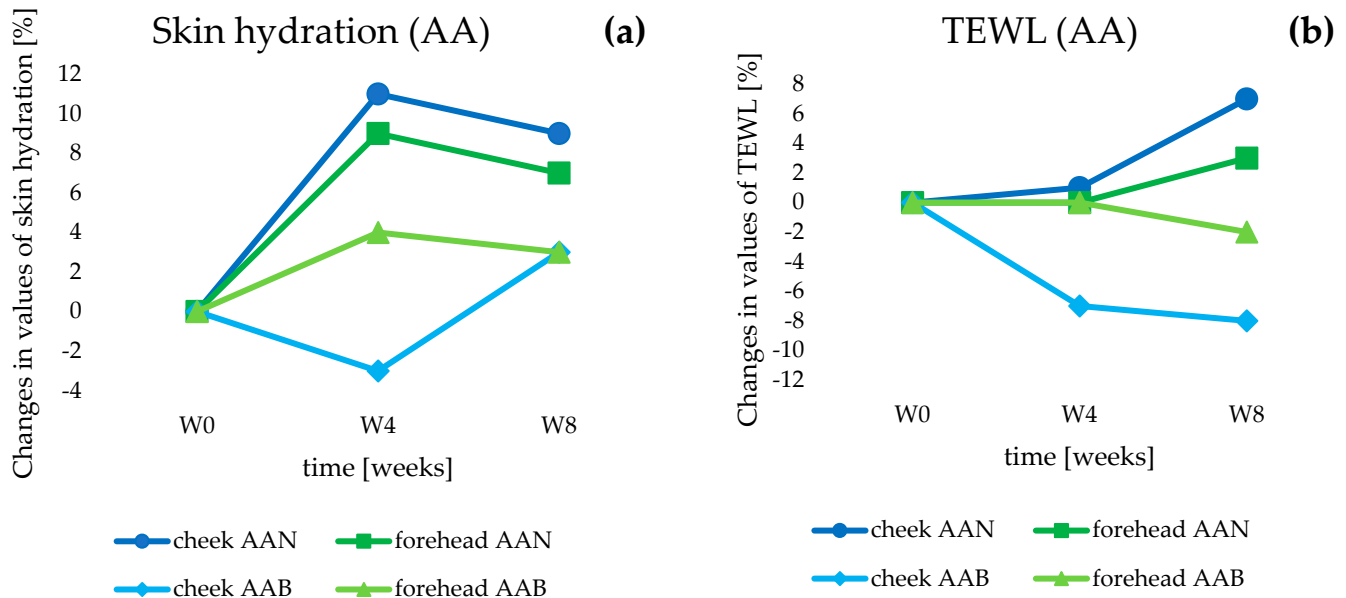 Skin hydration (AA)
(a)
Changes in values of skin hydration [%]
12
10
8
6
4
2
0
-2
-4
W0 W4 W8
time [weeks]
cheek AAN forehead AAN
cheek AAB forehead AAB
TEWL (AA)
(b)
Changes in values of TEWL [%]
8
6
4
2
0
-2
-4
-6
-8
-10
-12
W0 W4 W8
time [weeks]
cheek AAN forehead AAN
cheek AAB forehead AAB